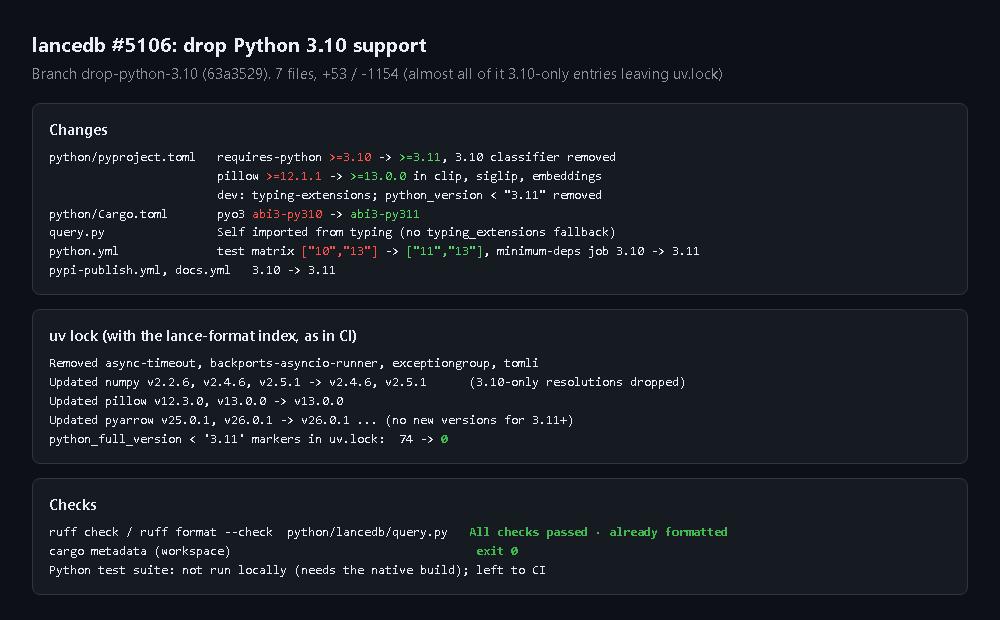 lancedb #5106: drop Python 3.10 support
Branch drop-python-3.10 (63a3529). 7 files, +53 / -1154 (almost all of it 3.10-only entries leaving uv.lock)
Changes
python/pyproject.toml   requires-python >=3.10 -> >=3.11, 3.10 classifier removed
pillow >=12.1.1 -> >=13.0.0 in clip, siglip, embeddings
dev: typing-extensions; python_version < "3.11" removed
python/Cargo.toml       pyo3 abi3-py310 -> abi3-py311
query.py                Self imported from typing (no typing_extensions fallback)
python.yml              test matrix ["10","13"] -> ["11","13"], minimum-deps job 3.10 -> 3.11
pypi-publish.yml, docs.yml   3.10 -> 3.11
uv lock (with the lance-format index, as in CI)
Removed async-timeout, backports-asyncio-runner, exceptiongroup, tomli
Updated numpy v2.2.6, v2.4.6, v2.5.1 -> v2.4.6, v2.5.1      (3.10-only resolutions dropped)
Updated pillow v12.3.0, v13.0.0 -> v13.0.0
Updated pyarrow v25.0.1, v26.0.1 -> v26.0.1 ... (no new versions for 3.11+)
python_full_version < '3.11' markers in uv.lock:  74 -> 0
Checks
ruff check / ruff format --check  python/lancedb/query.py   All checks passed · already formatted
cargo metadata (workspace)                                   exit 0
Python test suite: not run locally (needs the native build); left to CI